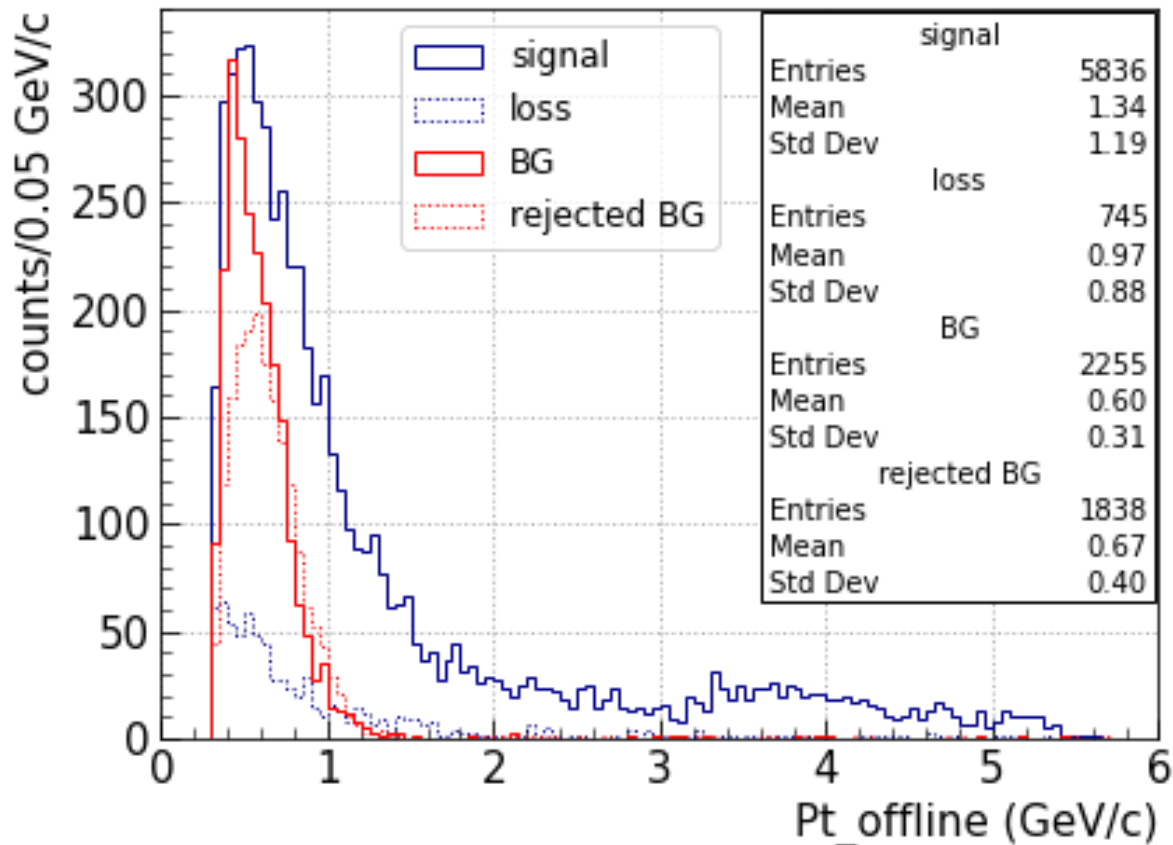 counts/0.05 GeV/c
300
250
200
150
100
50
0
0 1 2 3 4 5 6
Pt_offline (GeV/c)
signal
loss
BG
rejected BG
signal
Entries 5836
Mean 1.34
Std Dev 1.19
loss
Entries 745
Mean 0.97
Std Dev 0.88
BG
Entries 2255
Mean 0.60
Std Dev 0.31
rejected BG
Entries 1838
Mean 0.67
Std Dev 0.40